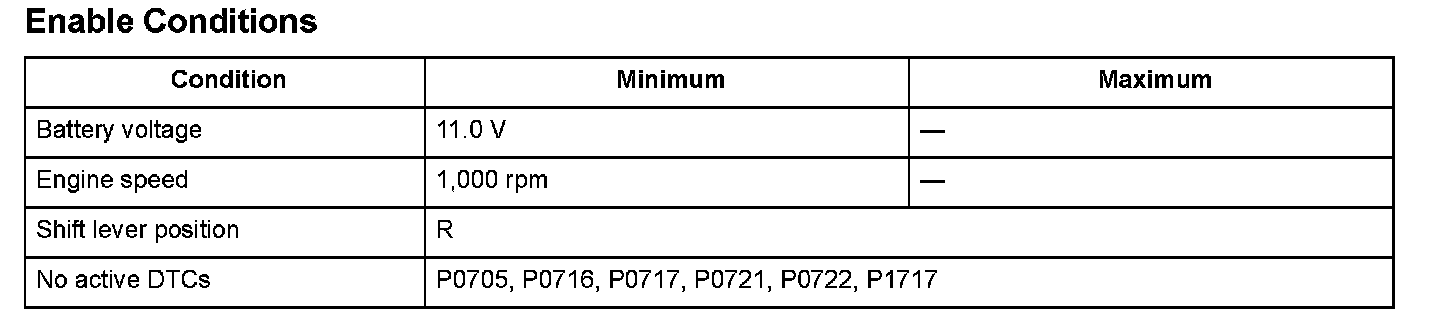 Enable Conditions
Condition Minimum Maximum
Battery voltage 11.0 V —
Engine speed 1,000 rpm —
Shift lever position R
No active DTCs P0705, P0716, P0717, P0721, P0722, P1717